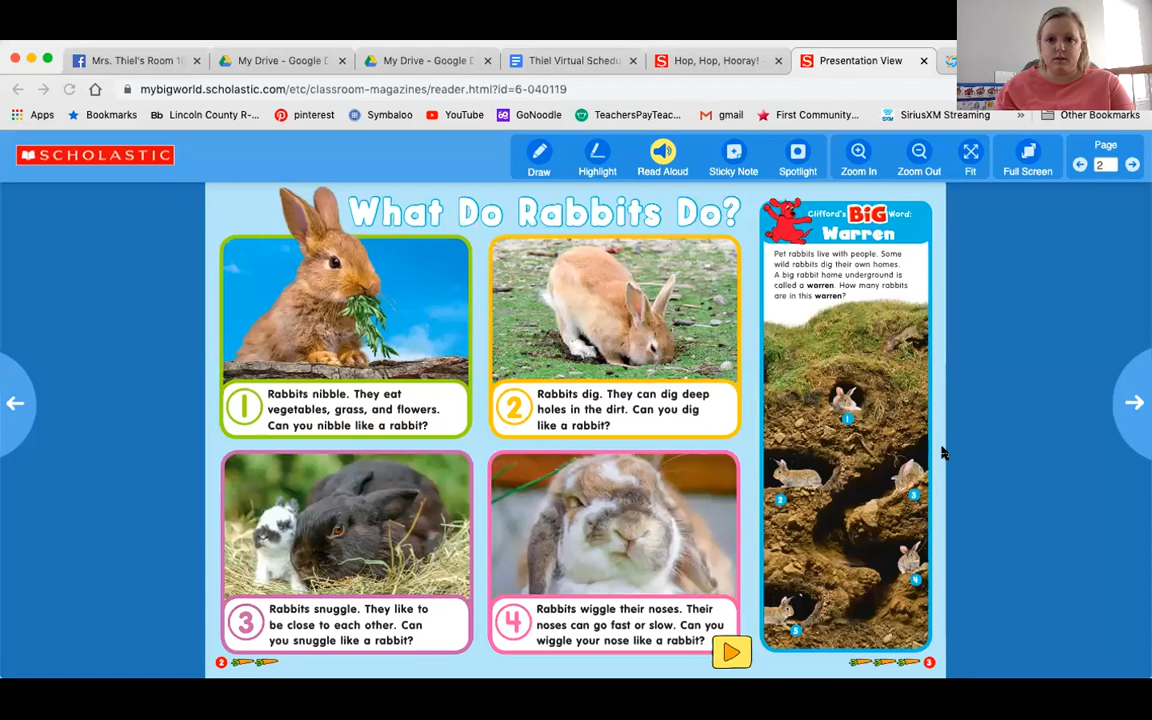 Mrs. Thiel's Room 1
My Drive - Google D
My Drive - Google D
Thiel Virtual Schedu
Hop, Hop, Hooray! –
Presentation View
mybigworld.scholastic.com/etc/classroom-magazines/reader.html?id=6-040119
Apps
Bookmarks
Bb Lincoln County R-...
pinterest
Symbaloo
YouTube
GoNoodle
TeachersPayTeac...
gmail
First Community...
SiriusXM Streaming
»
Other Bookmarks
SCHOLASTIC
Draw
Highlight
Read Aloud
Sticky Note
Spotlight
Zoom In
Zoom Out
Fit
Full Screen
Page
2
What Do Rabbits Do?
1
Rabbits nibble. They eat
vegetables, grass, and flowers.
Can you nibble like a rabbit?
2
Rabbits dig. They can dig deep
holes in the dirt. Can you dig
like a rabbit?
3
Rabbits snuggle. They like to
be close to each other. Can
you snuggle like a rabbit?
4
Rabbits wiggle their noses. Their
noses can go fast or slow. Can you
wiggle your nose like a rabbit?
Clifford's BiG Word:
Warren
Pet rabbits live with people. Some
wild rabbits dig their own homes.
A big rabbit home underground is
called a warren. How many rabbits
are in this warren?
1
2
3
4
5
2
3